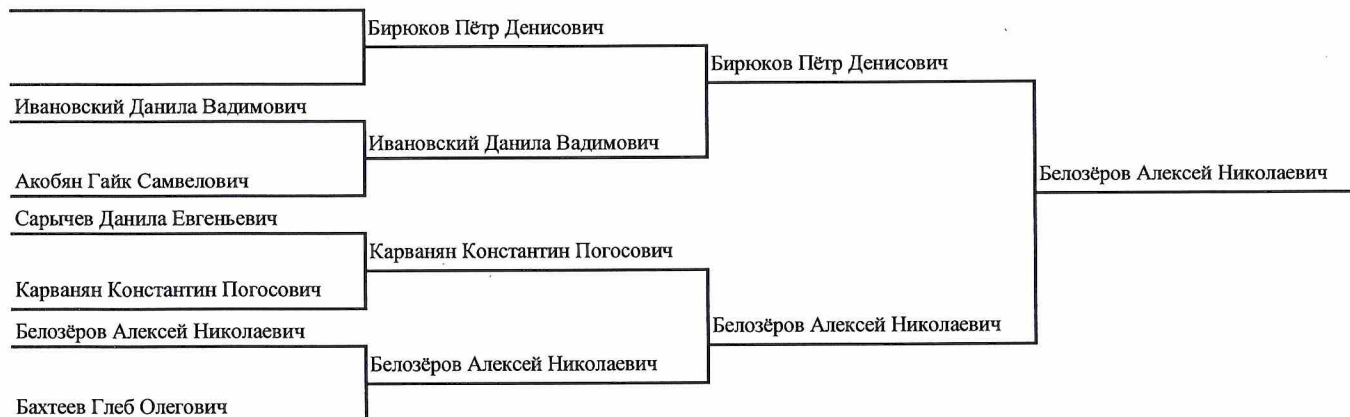 Бирюков Пётр Денисович
Бирюков Пётр Денисович
Ивановский Данила Вадимович
Ивановский Данила Вадимович
Акобян Гайк Самвелович
Белозёров Алексей Николаевич
Сарычев Данила Евгеньевич
Карванян Константин Погосович
Карванян Константин Погосович
Белозёров Алексей Николаевич
Белозёров Алексей Николаевич
Белозёров Алексей Николаевич
Бахтеев Глеб Олегович